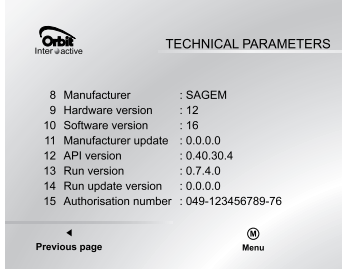 Orbit
Inter active
TECHNICAL PARAMETERS
8 Manufacturer : SAGEM
9 Hardware version : 12
10 Software version : 16
11 Manufacturer update : 0.0.0.0
12 API version : 0.40.30.4
13 Run version : 0.7.4.0
14 Run update version : 0.0.0.0
15 Authorisation number : 049-123456789-76
◄ M
Previous page Menu